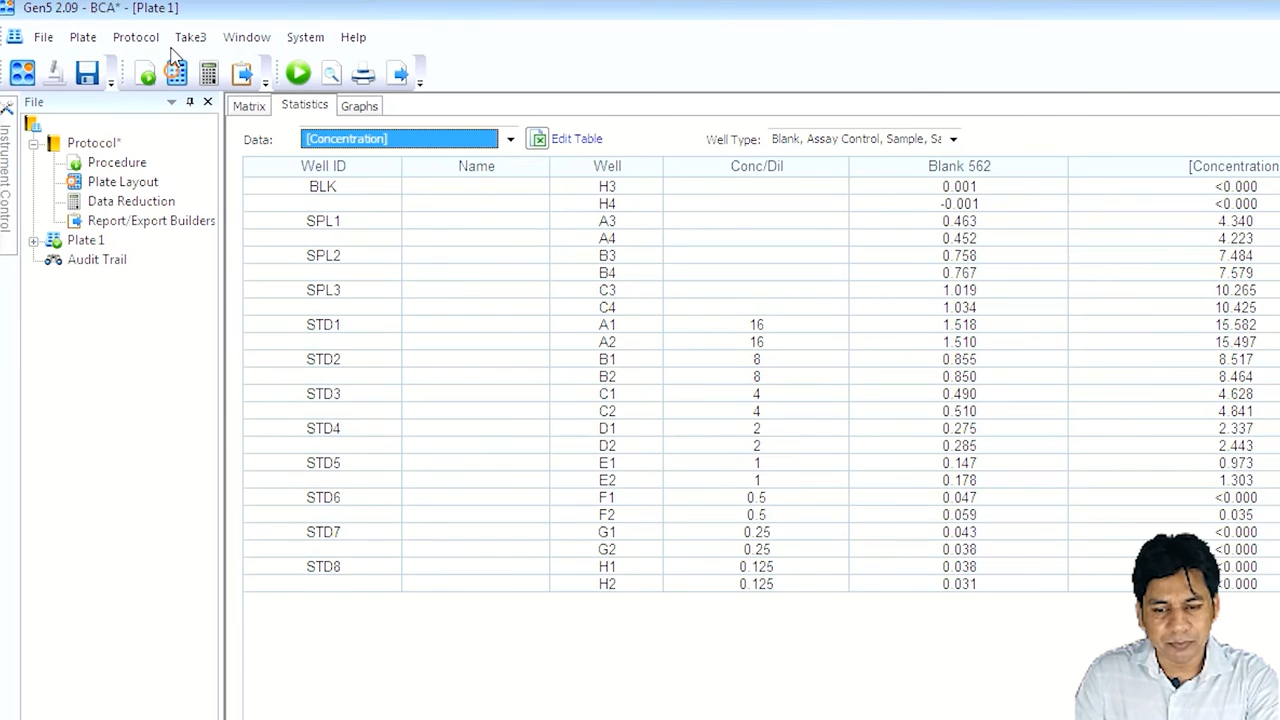 Gen5 2.09 - BCA* - [Plate 1]
File Plate Protocol Take3 Window System Help
File
Matrix Statistics Graphs
Instrument Control
Protocol*
Procedure
Plate Layout
Data Reduction
Report/Export Builders
Plate 1
Audit Trail
Data: [Concentration] Edit Table Well Type: Blank, Assay Control, Sample, Sa
Well ID Name Well Conc/Dil Blank 562 [Concentration
BLK H3 0.001 <0.000
H4 -0.001 <0.000
SPL1 A3 0.463 4.340
A4 0.452 4.223
SPL2 B3 0.758 7.484
B4 0.767 7.579
SPL3 C3 1.019 10.265
C4 1.034 10.425
STD1 A1 16 1.518 15.582
A2 16 1.510 15.497
STD2 B1 8 0.855 8.517
B2 8 0.850 8.464
STD3 C1 4 0.490 4.628
C2 4 0.510 4.841
STD4 D1 2 0.275 2.337
D2 2 0.285 2.443
STD5 E1 1 0.147 0.973
E2 1 0.178 1.303
STD6 F1 0.5 0.047 <0.000
F2 0.5 0.059 0.035
STD7 G1 0.25 0.043 <0.000
G2 0.25 0.038 <0.000
STD8 H1 0.125 0.038 <0.000
H2 0.125 0.031 <0.000